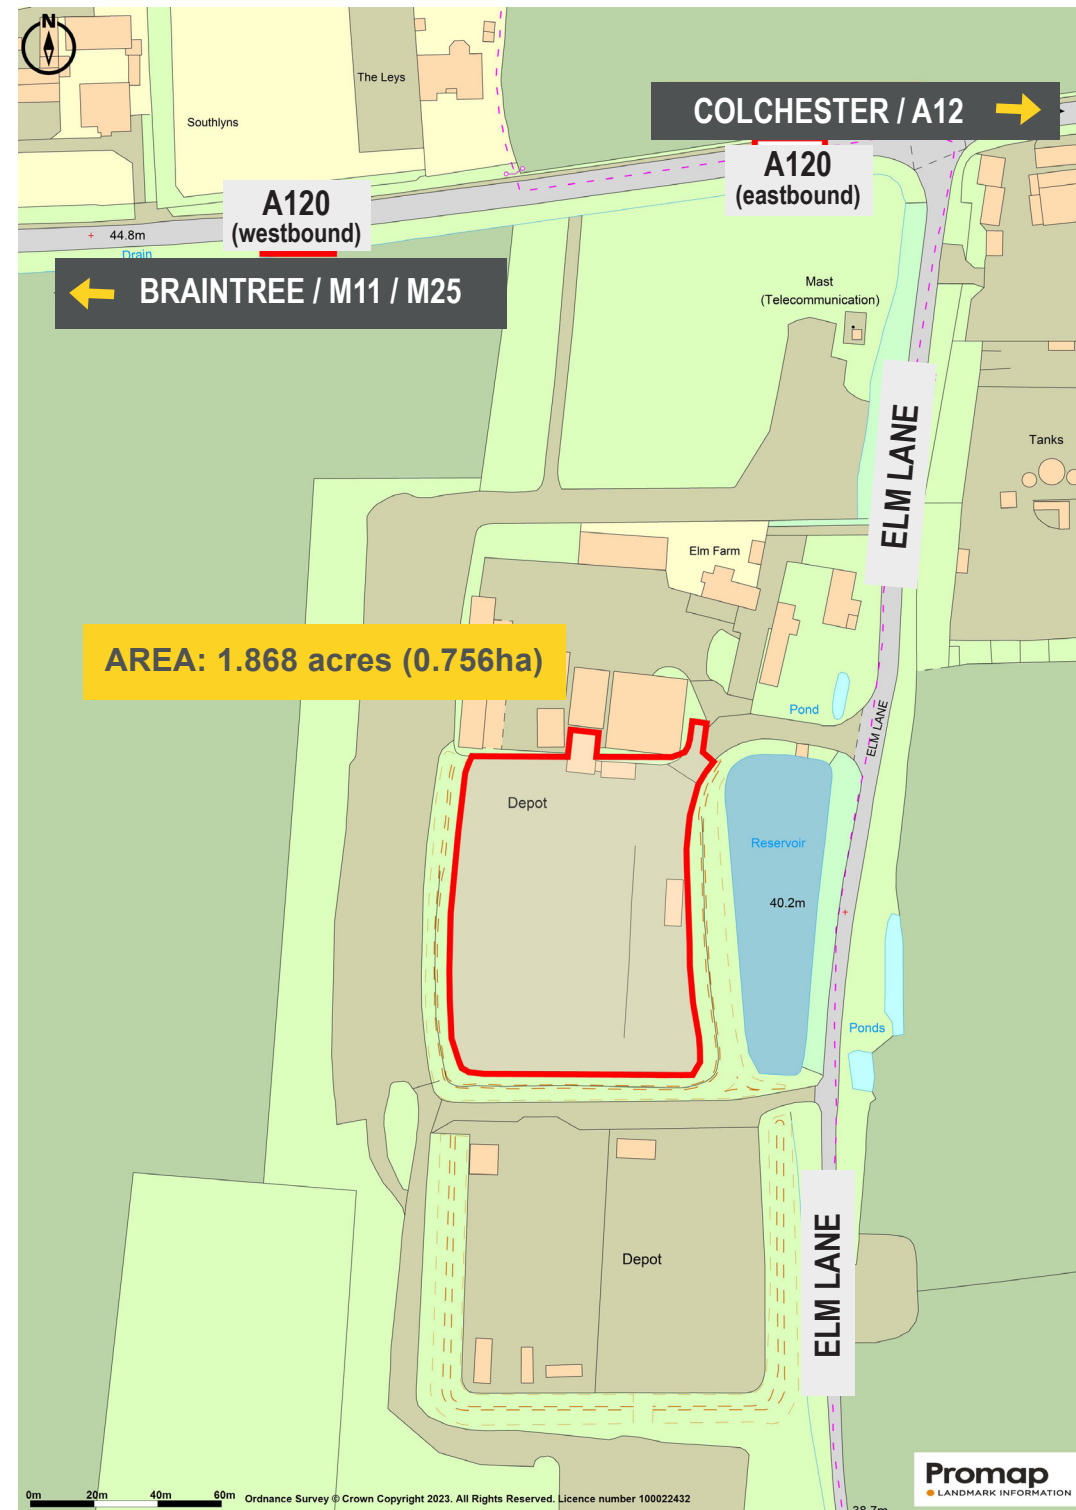 N
The Leys
Southlyns
COLCHESTER / A12
A120
(eastbound)
A120
(westbound)
44.8m
Drain
BRAINTREE / M11 / M25
Mast
(Telecommunication)
ELM LANE
Tanks
Elm Farm
AREA: 1.868 acres (0.756ha)
Pond
ELM LANE
Depot
Reservoir
40.2m
Ponds
Depot
ELM LANE
0m 20m 40m 60m
Ordnance Survey © Crown Copyright 2023. All Rights Reserved. Licence number 100022432
Promap
LANDMARK INFORMATION
38.7m